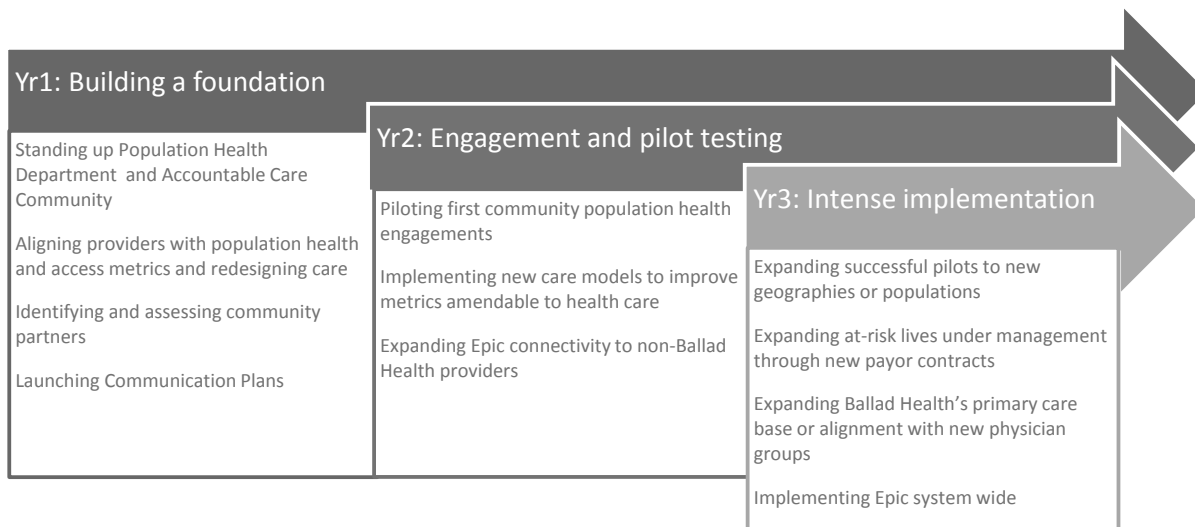 Yr1: Building a foundation
Standing up Population Health
Department and Accountable Care
Community
Aligning providers with population health
and access metrics and redesigning care
Identifying and assessing community
partners
Launching Communication Plans
Yr2: Engagement and pilot testing
Piloting first community population health
engagements
Implementing new care models to improve
metrics amendable to health care
Expanding Epic connectivity to non-Ballad
Health providers
Yr3: Intense implementation
Expanding successful pilots to new
geographies or populations
Expanding at-risk lives under management
through new payor contracts
Expanding Ballad Health’s primary care
base or alignment with new physician
groups
Implementing Epic system wide